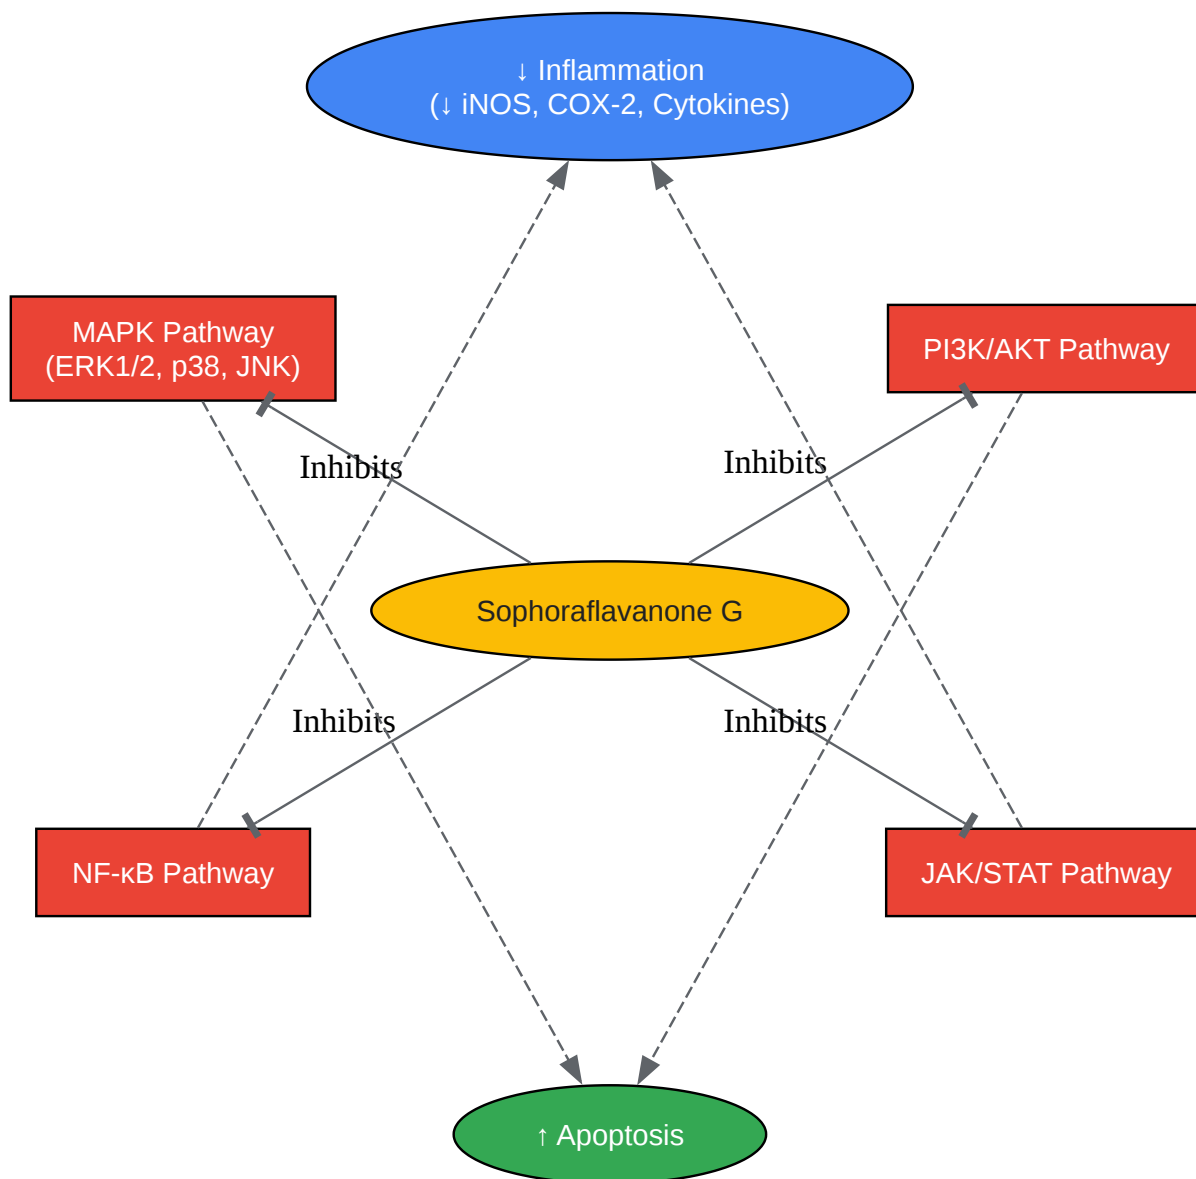 ↓ Inflammation
(↓ iNOS, COX-2, Cytokines)
MAPK Pathway
(ERK1/2, p38, JNK)
PI3K/AKT Pathway
Inhibits
Inhibits
Sophoraflavanone G
Inhibits
Inhibits
NF-κB Pathway
JAK/STAT Pathway
↑ Apoptosis